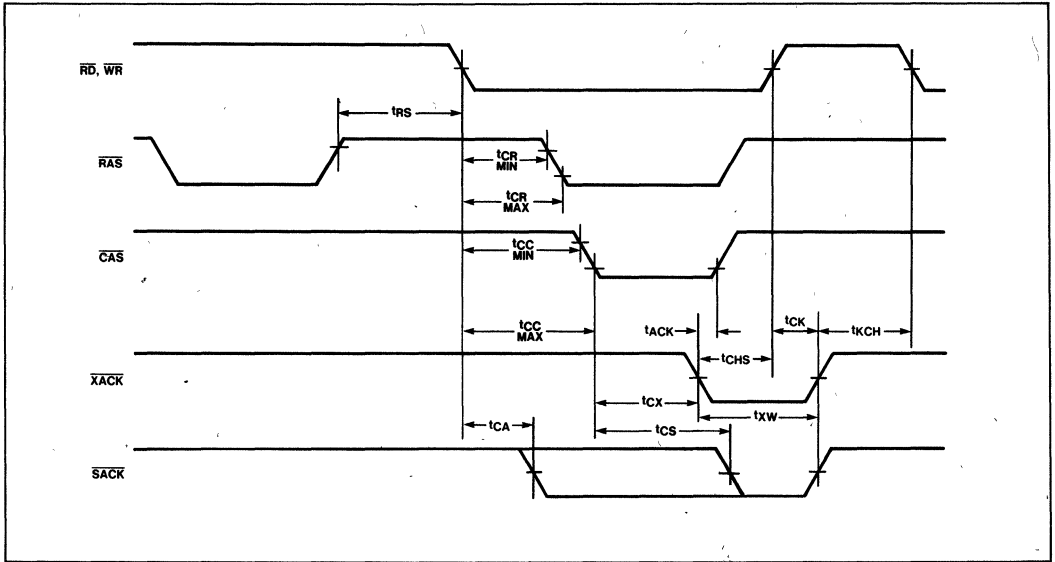 RD, WR
tRS
RAS
tCR
MIN
tCR
MAX
CAS
tCC
MIN
tCC
MAX
tACK
tCK
tKCH
XACK
tCHS
tCX
tXW
tCA
tCS
SACK